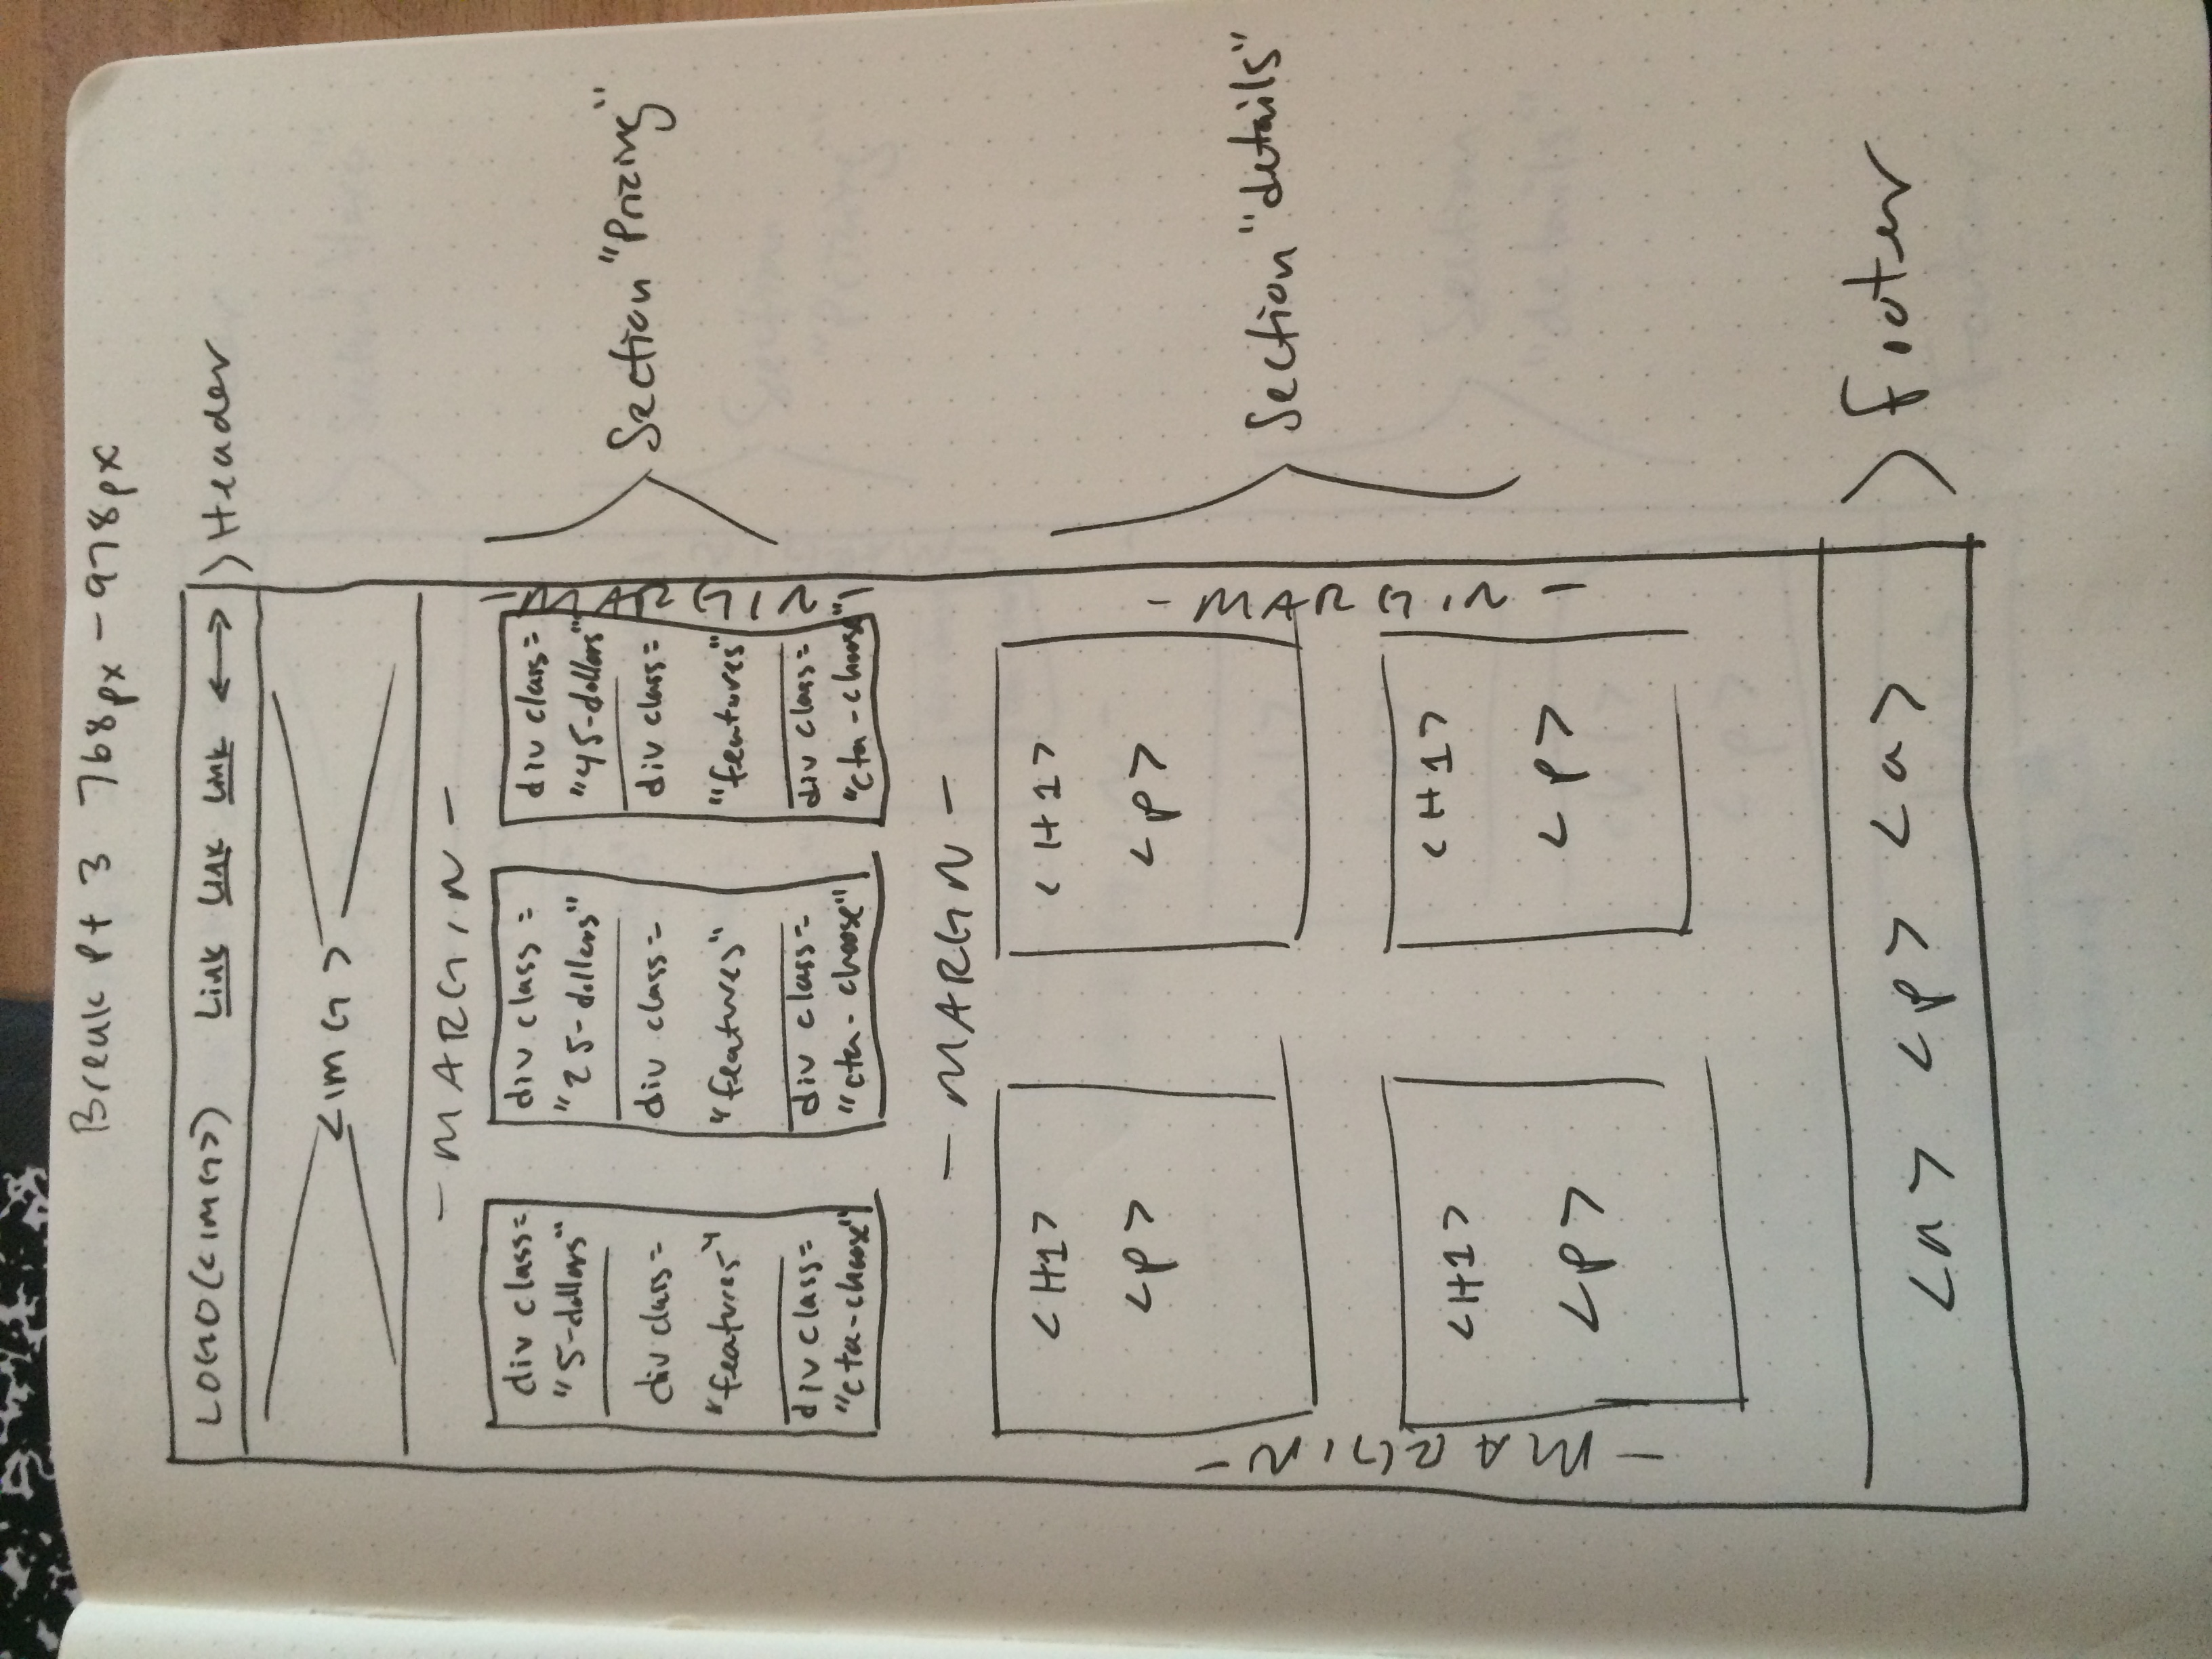 Break Pt 3 768px - 978px
LOGO(<IMG>) Link Link Link
Header
<IMG>
- MARGIN -
div class= "5-dollars"
div class= "features"
div class= "cta-choose"
div class = "25-dollars"
div class= "features"
div class= "cta-choose"
div class= "45-dollars"
div class= "features"
div class= "cta-choose"
- MARGIN -
Section "Pricing"
- MARGN -
<H1>
<p>
<H1>
<p>
- MARGIN -
- MARGIN -
Section "details"
<H1>
<p>
<H1>
<p>
<a> <p> <a>
Footer